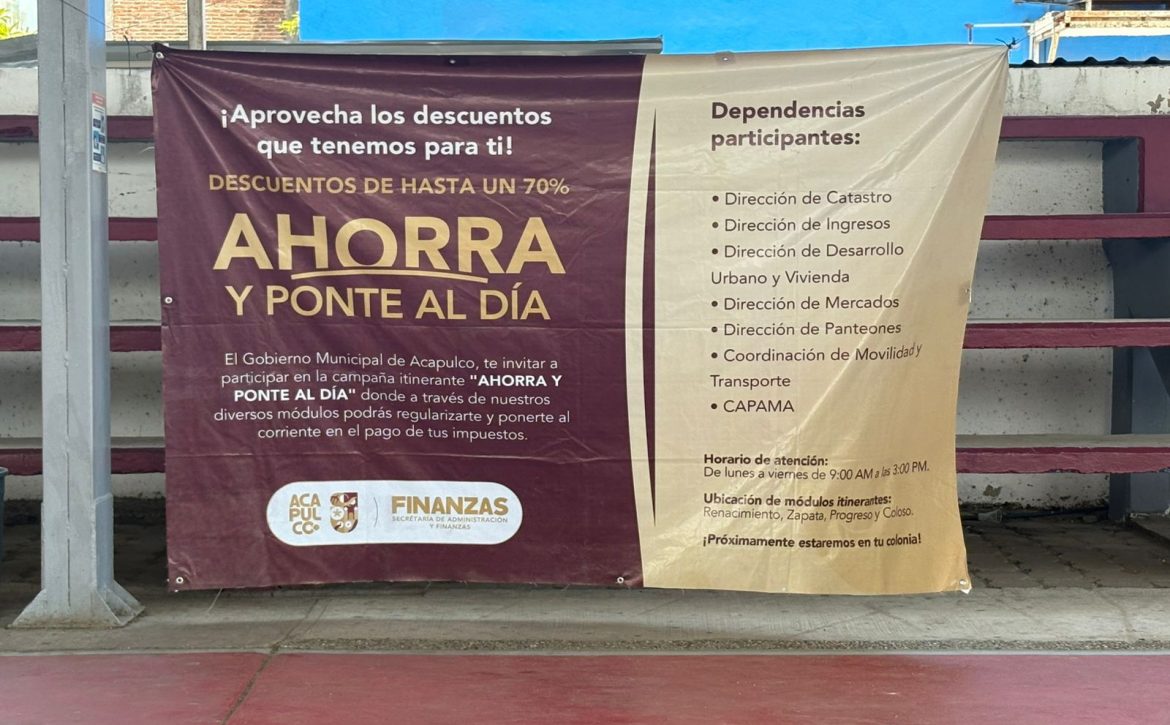 ¡Aprovecha los descuentos
que tenemos para ti!
DESCUENTOS DE HASTA UN 70%
AHORRA
Y PONTE AL DÍA
El Gobierno Municipal de Acapulco, te invitar a
participar en la campaña itinerante "AHORRA Y
PONTE AL DÍA" donde a través de nuestros
diversos módulos podrás regularizarte y ponerte al
corriente en el pago de tus impuestos.
ACA
PUL
CO
FINANZAS
SECRETARÍA DE ADMINISTRACIÓN
Y FINANZAS
Dependencias
participantes:
• Dirección de Catastro
• Dirección de Ingresos
• Dirección de Desarrollo
Urbano y Vivienda
• Dirección de Mercados
• Dirección de Panteones
• Coordinación de Movilidad y
Transporte
• CAPAMA
Horario de atención:
De lunes a viernes de 9:00 AM a las 3:00 PM.
Ubicación de módulos itinerantes:
Renacimiento, Zapata, Progreso y Coloso.
¡Próximamente estaremos en tu colonia!